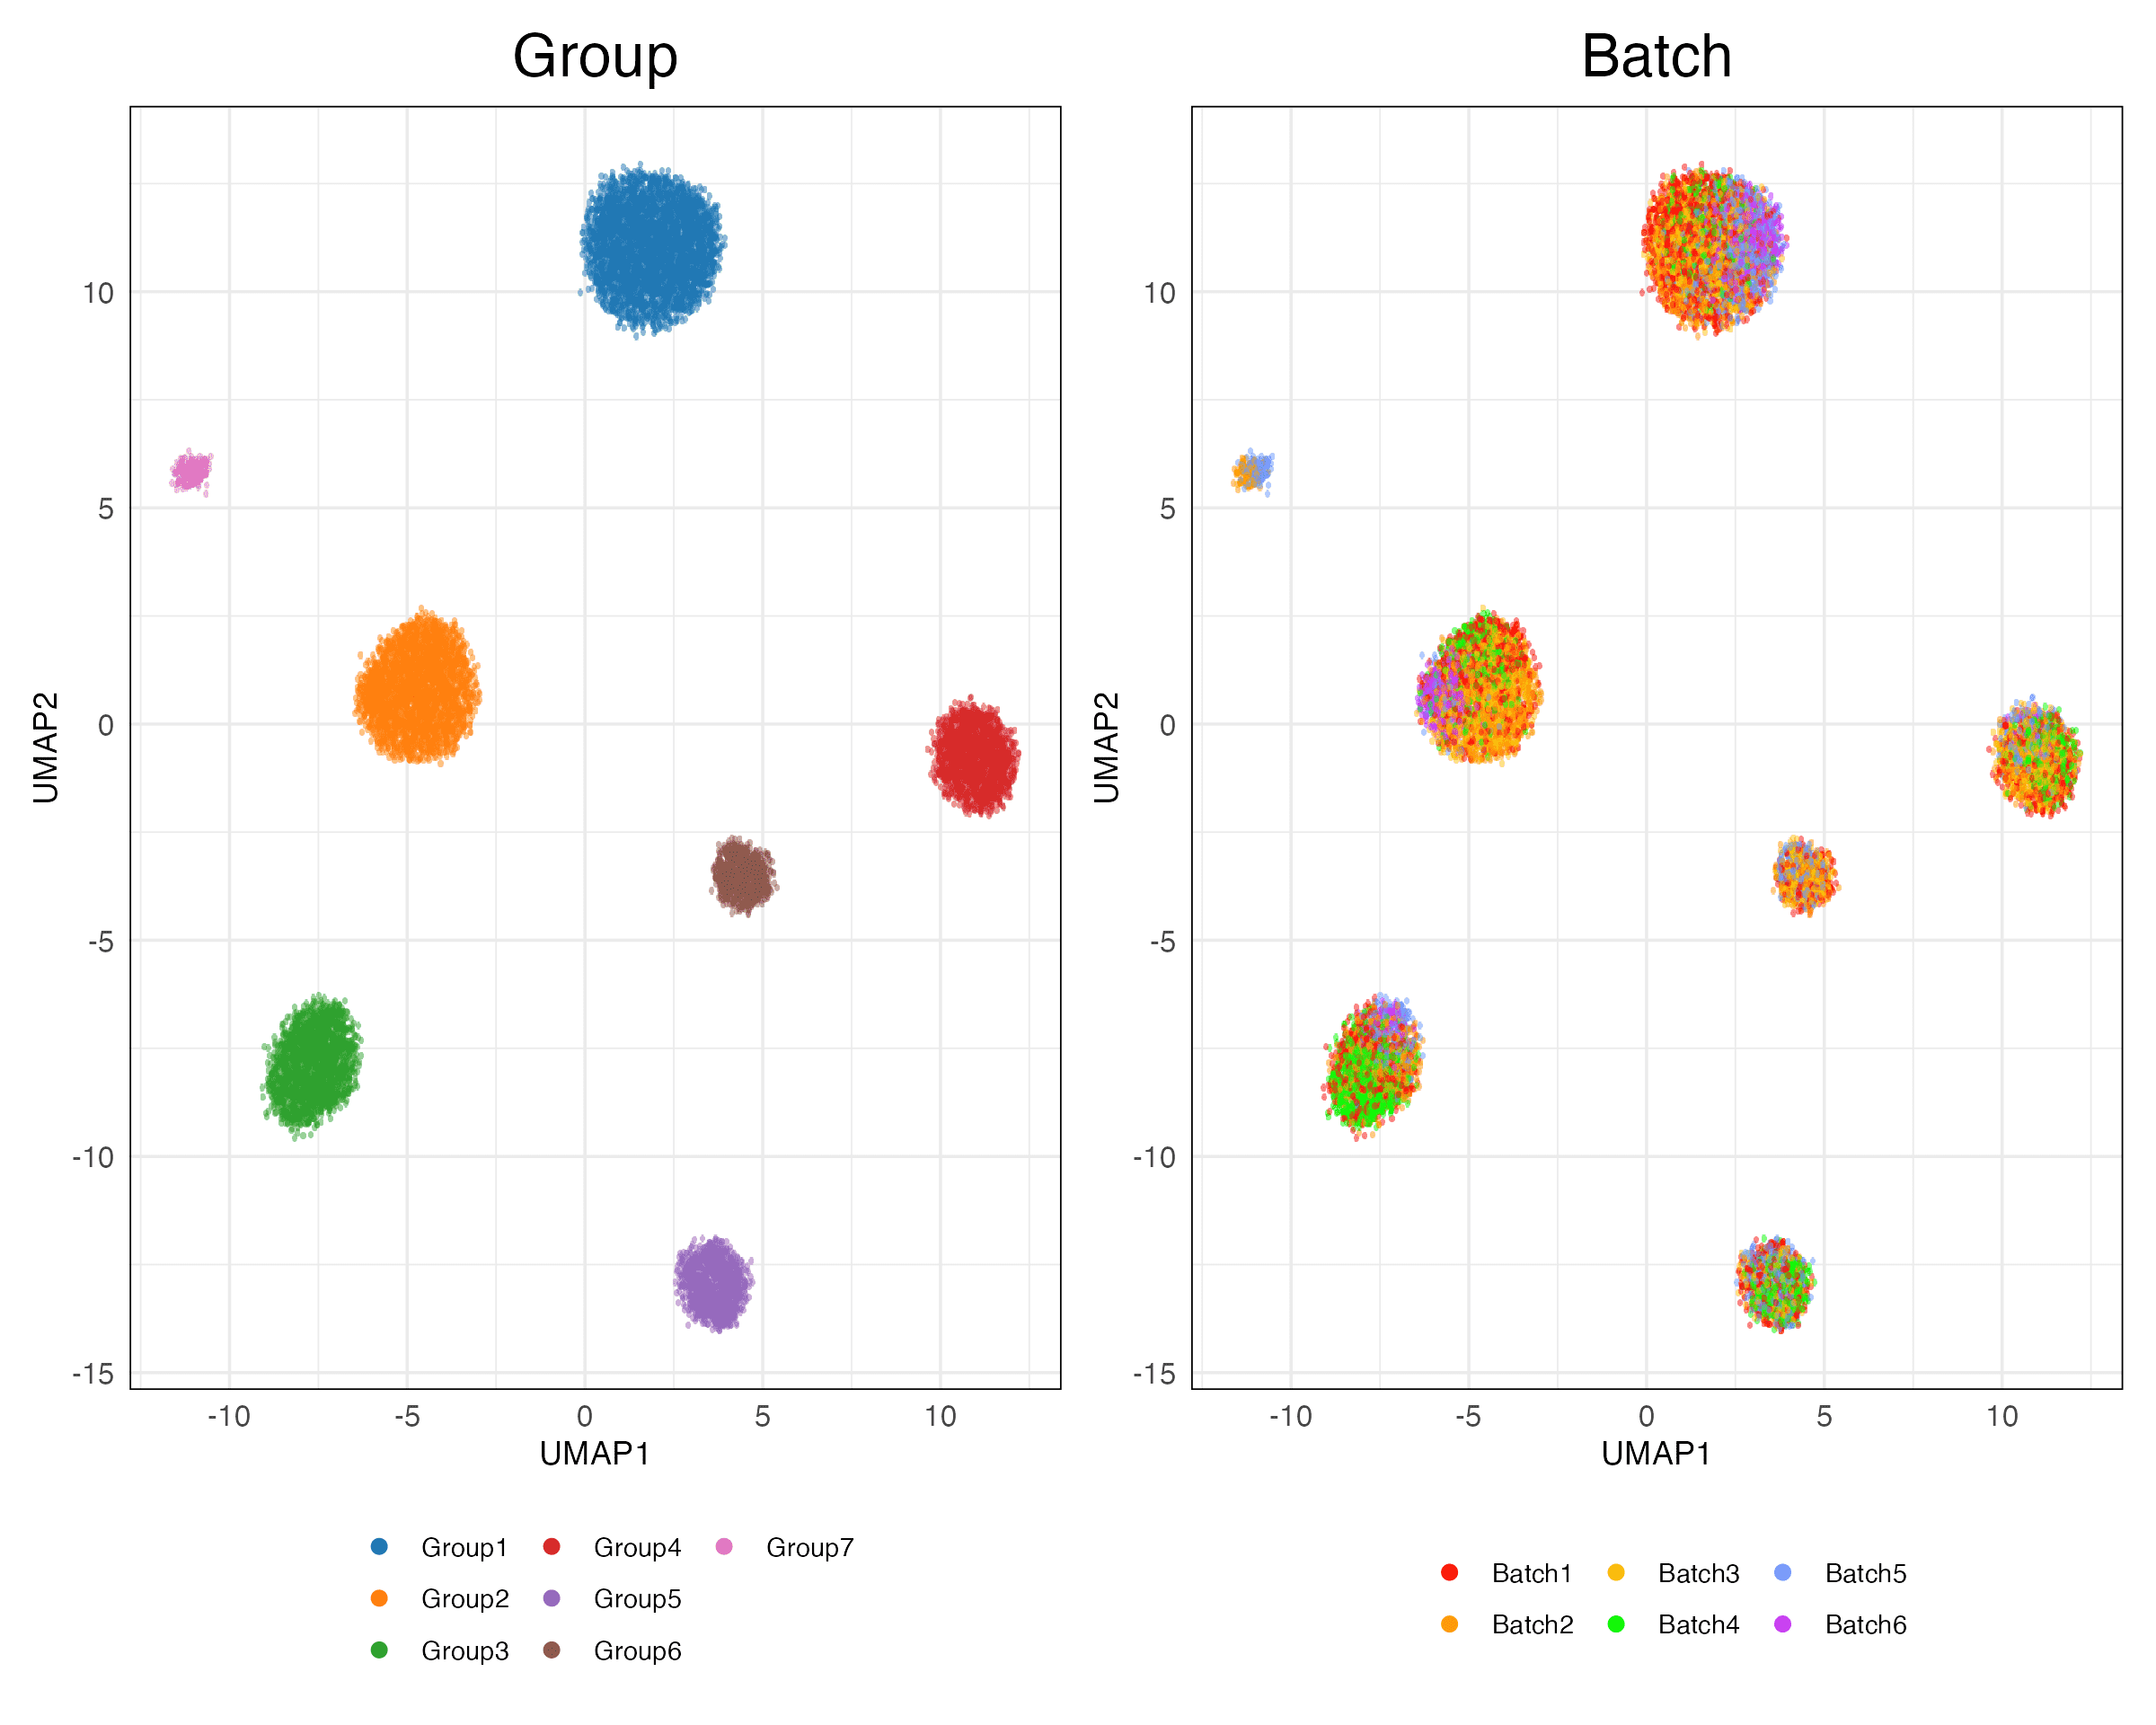 Group
UMAP2
10
5
0
-5
-10
-15
-10 -5 0 5 10
UMAP1
Group1 Group4 Group7
Group2 Group5
Group3 Group6
Batch
UMAP2
10
5
0
-5
-10
-15
-10 -5 0 5 10
UMAP1
Batch1 Batch3 Batch5
Batch2 Batch4 Batch6